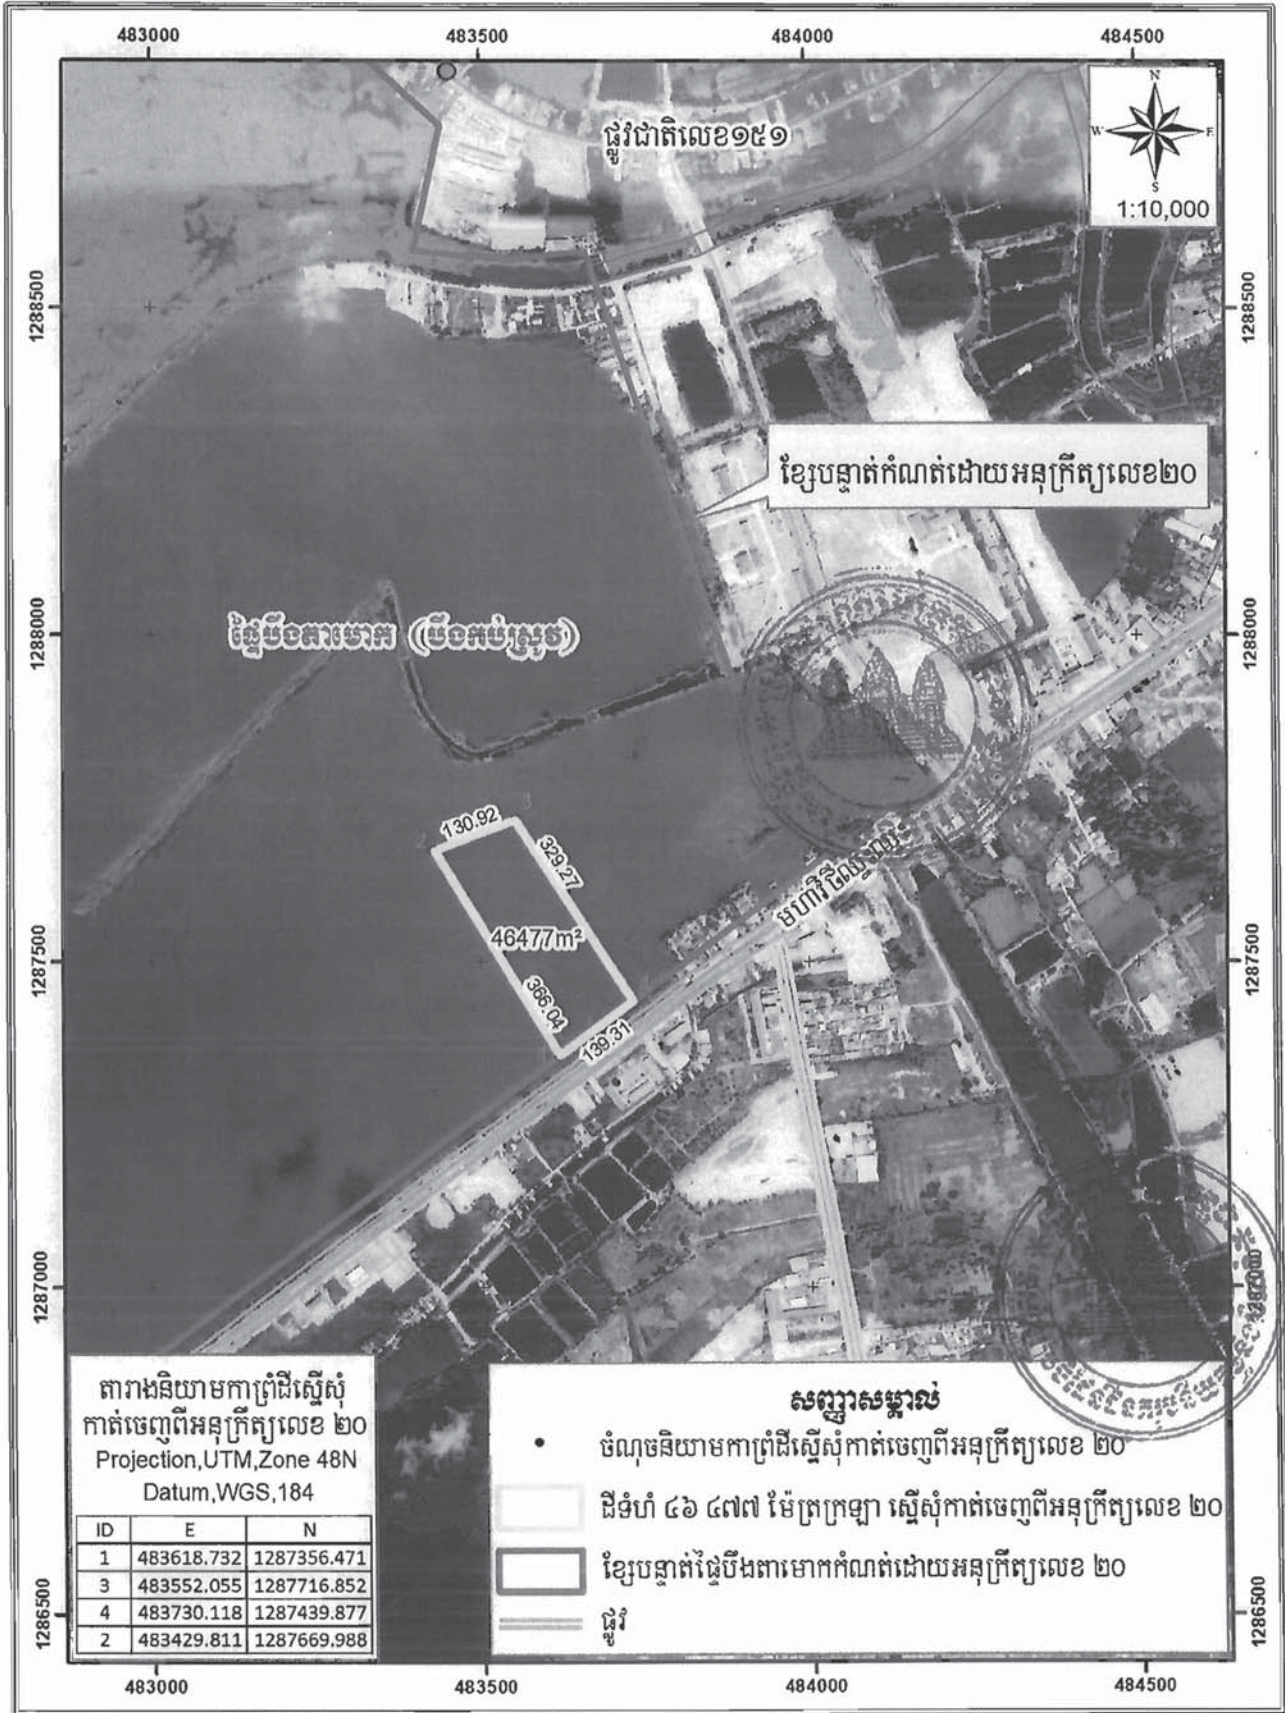 483000 483500 484000 484500
N
W E
S
1:10,000
ផ្លូវជាតិលេខ១៥១
1288500 1288500
ខ្សែបន្ទាត់កំណត់ដោយអនុក្រឹត្យលេខ២០
1288000 1288000
ផ្ទៃបឹងតាមោក (បឹងកប់ស្រូវ)
130.92
329.27
46477m²
366.04
139.31
1287500 1287500
1287000 1287000
តារាងនិយាមកាព្រំដីស្នើសុំ
កាត់ចេញពីអនុក្រឹត្យលេខ ២០
Projection,UTM,Zone 48N
Datum,WGS,184
ID E N
1 483618.732 1287356.471
3 483552.055 1287716.852
4 483730.118 1287439.877
2 483429.811 1287669.988
សញ្ញាសម្គាល់
ចំណុចនិយាមកាព្រំដីស្នើសុំកាត់ចេញពីអនុក្រឹត្យលេខ ២០
ដីទំហំ ៤៦ ៤៧៧ ម៉ែត្រក្រឡា ស្នើសុំកាត់ចេញពីអនុក្រឹត្យលេខ ២០
ខ្សែបន្ទាត់ផ្ទៃបឹងតាមោកកំណត់ដោយអនុក្រឹត្យលេខ ២០
ផ្លូវ
1286500 1286500
483000 483500 484000 484500